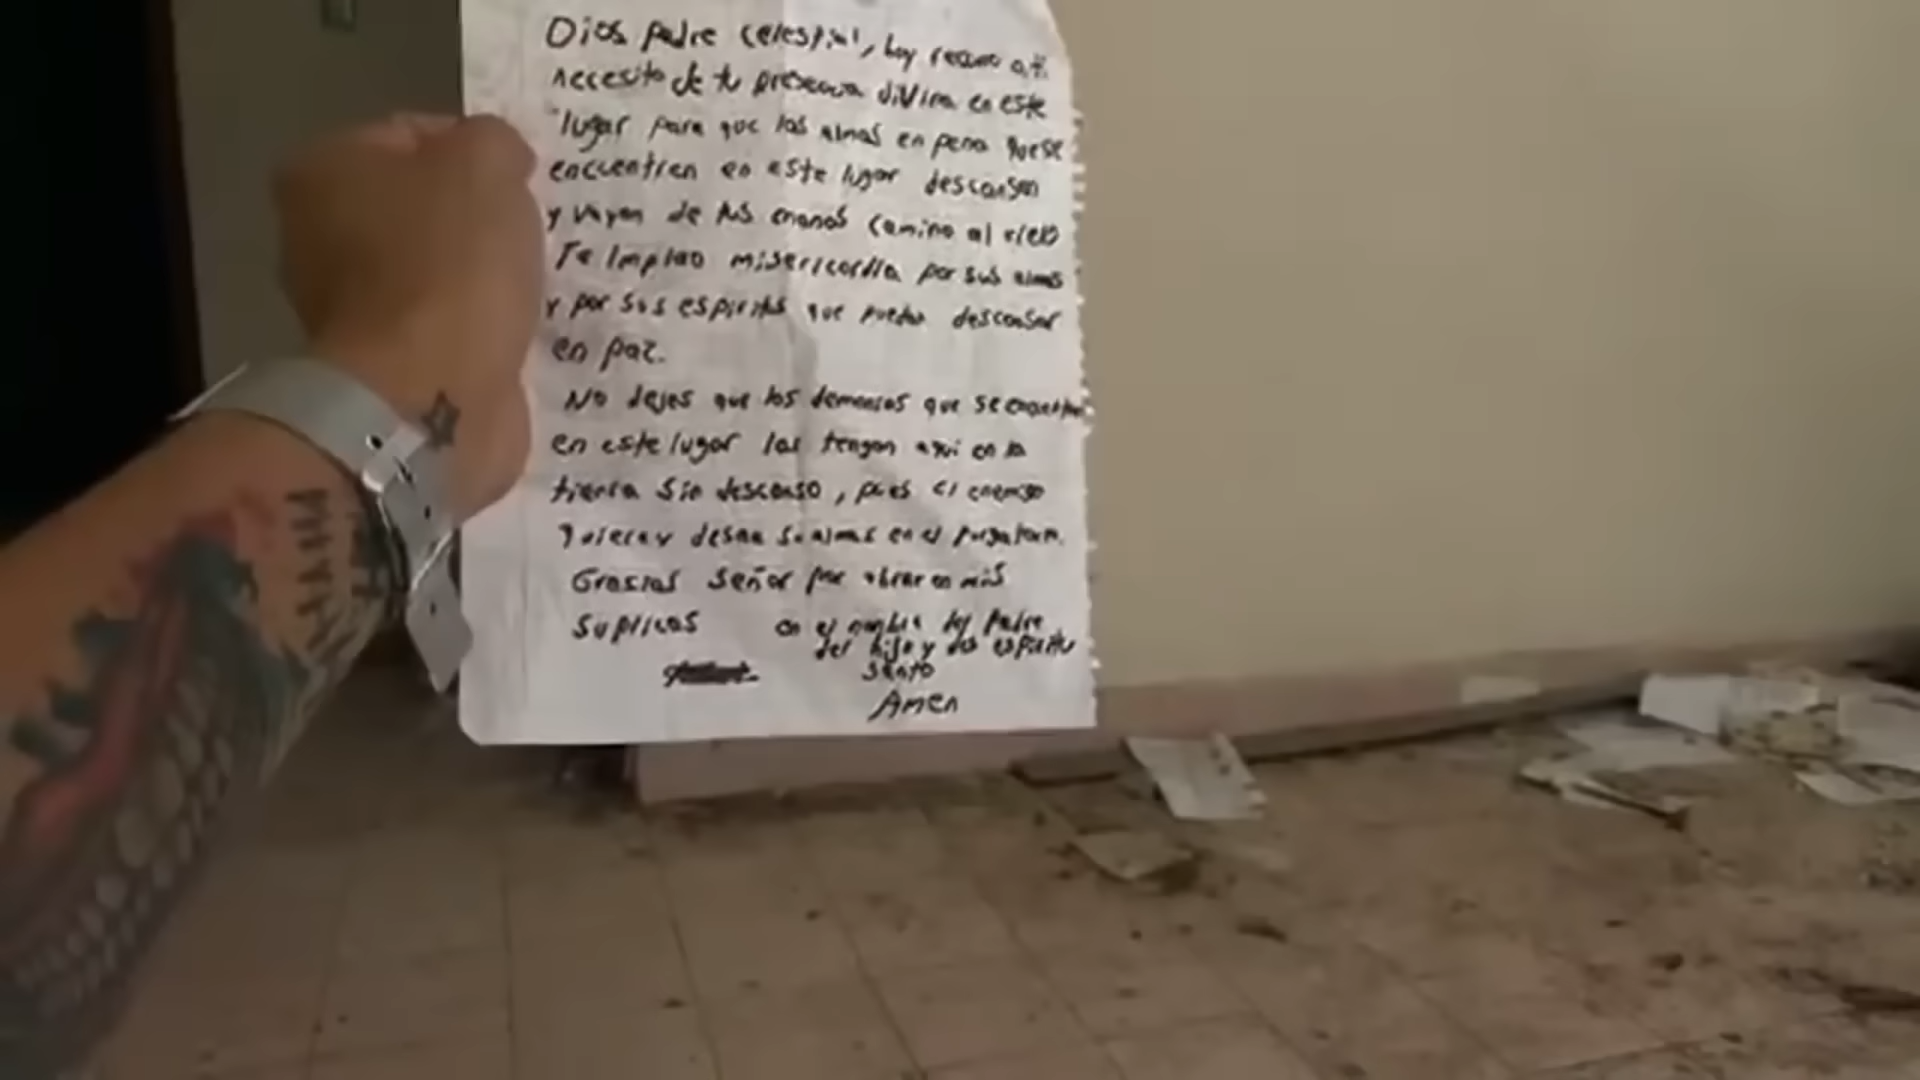 Dios padre celestial, hoy recurro a ti
necesito de tu presencia divina en este
lugar para que las almas en pena que se
encuentren en este lugar descansen
y vayan de tus manos camino al cielo
Te Imploro misericordia por sus almas
y por sus espiritus que puedan descansar
en paz.
No dejes que los demonios que se encuentran
en este lugar las tengan aqui en la
tierra sin descanso, pues el enemigo
quiere en el purgatorio.
Grasias Señor por obrar en mis
Suplicas
en el nombre del Padre
del hijo y del espiritu
santo
Amen